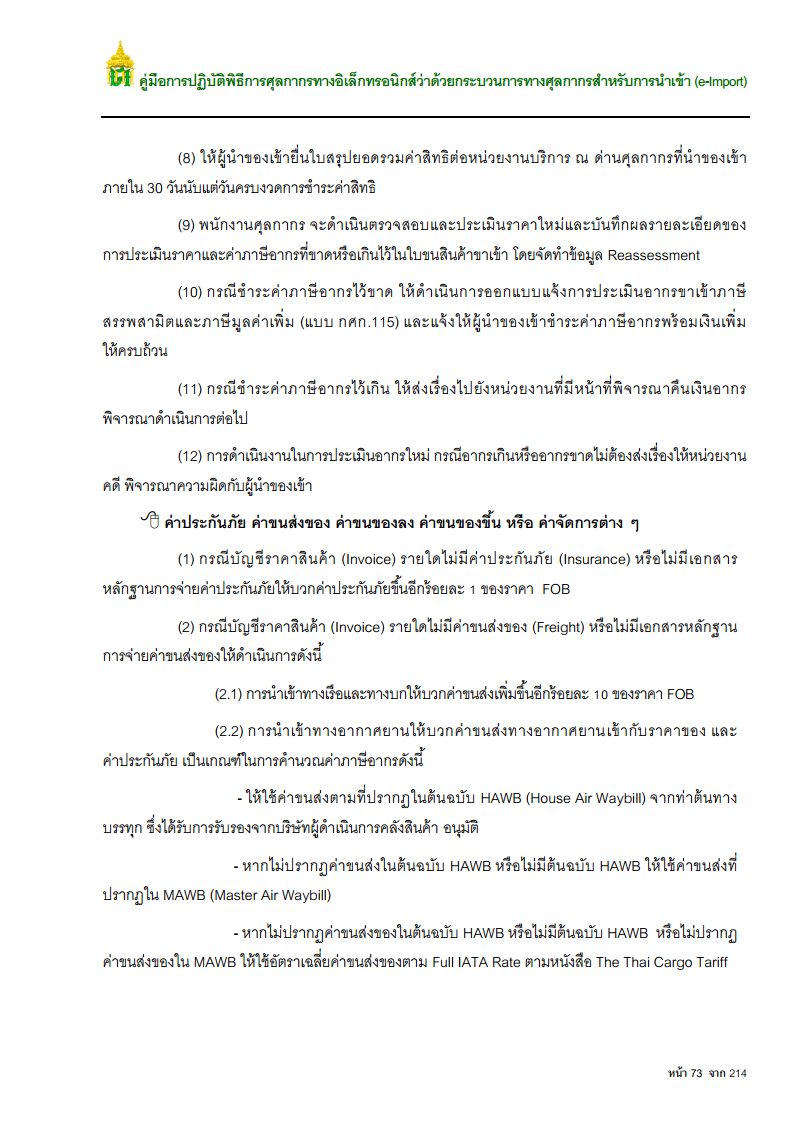 คู่มือการปฏิบัติพิธีการศุลกากรทางอิเล็กทรอนิกส์ว่าด้วยกระบวนการทางศุลกากรสำหรับการนำเข้า (e-Import)
(8) ให้ผู้นำของเข้ายื่นใบสรุปยอดรวมค่าสิทธิต่อหน่วยงานบริการ ณ ด่านศุลกากรที่นำของเข้า
ภายใน 30 วันนับแต่วันครบงวดการชำระค่าสิทธิ
(9) พนักงานศุลกากร จะดำเนินตรวจสอบและประเมินราคาใหม่และบันทึกผลรายละเอียดของ
การประเมินราคาและค่าภาษีอากรที่ขาดหรือเกินไว้ในใบขนสินค้าขาเข้า โดยจัดทำข้อมูล Reassessment
(10) กรณีชำระค่าภาษีอากรไว้ขาด ให้ดำเนินการออกแบบแจ้งการประเมินอากรขาเข้าภาษี
สรรพสามิตและภาษีมูลค่าเพิ่ม (แบบ กศก.115) และแจ้งให้ผู้นำของเข้าชำระค่าภาษีอากรพร้อมเงินเพิ่ม
ให้ครบถ้วน
(11) กรณีชำระค่าภาษีอากรไว้เกิน ให้ส่งเรื่องไปยังหน่วยงานที่มีหน้าที่พิจารณาคืนเงินอากร
พิจารณาดำเนินการต่อไป
(12) การดำเนินงานในการประเมินอากรใหม่ กรณีอากรเกินหรืออากรขาดไม่ต้องส่งเรื่องให้หน่วยงาน
คดี พิจารณาความผิดกับผู้นำของเข้า
ค่าประกันภัย ค่าขนส่งของ ค่าขนของลง ค่าขนของขึ้น หรือ ค่าจัดการต่าง ๆ
(1) กรณีบัญชีราคาสินค้า (Invoice) รายใดไม่มีค่าประกันภัย (Insurance) หรือไม่มีเอกสาร
หลักฐานการจ่ายค่าประกันภัยให้บวกค่าประกันภัยขึ้นอีกร้อยละ 1 ของราคา FOB
(2) กรณีบัญชีราคาสินค้า (Invoice) รายใดไม่มีค่าขนส่งของ (Freight) หรือไม่มีเอกสารหลักฐาน
การจ่ายค่าขนส่งของให้ดำเนินการดังนี้
(2.1) การนำเข้าทางเรือและทางบกให้บวกค่าขนส่งเพิ่มขึ้นอีกร้อยละ 10 ของราคา FOB
(2.2) การนำเข้าทางอากาศยานให้บวกค่าขนส่งทางอากาศยานเข้ากับราคาของ และ
ค่าประกันภัย เป็นเกณฑ์ในการคำนวณค่าภาษีอากรดังนี้
- ให้ใช้ค่าขนส่งตามที่ปรากฏในต้นฉบับ HAWB (House Air Waybill) จากท่าต้นทาง
บรรทุก ซึ่งได้รับการรับรองจากบริษัทผู้ดำเนินการคลังสินค้า อนุมัติ
- หากไม่ปรากฏค่าขนส่งในต้นฉบับ HAWB หรือไม่มีต้นฉบับ HAWB ให้ใช้ค่าขนส่งที่
ปรากฏใน MAWB (Master Air Waybill)
- หากไม่ปรากฏค่าขนส่งของในต้นฉบับ HAWB หรือไม่มีต้นฉบับ HAWB หรือไม่ปรากฏ
ค่าขนส่งของใน MAWB ให้ใช้อัตราเฉลี่ยค่าขนส่งของตาม Full IATA Rate ตามหนังสือ The Thai Cargo Tariff
หน้า 73 จาก 214